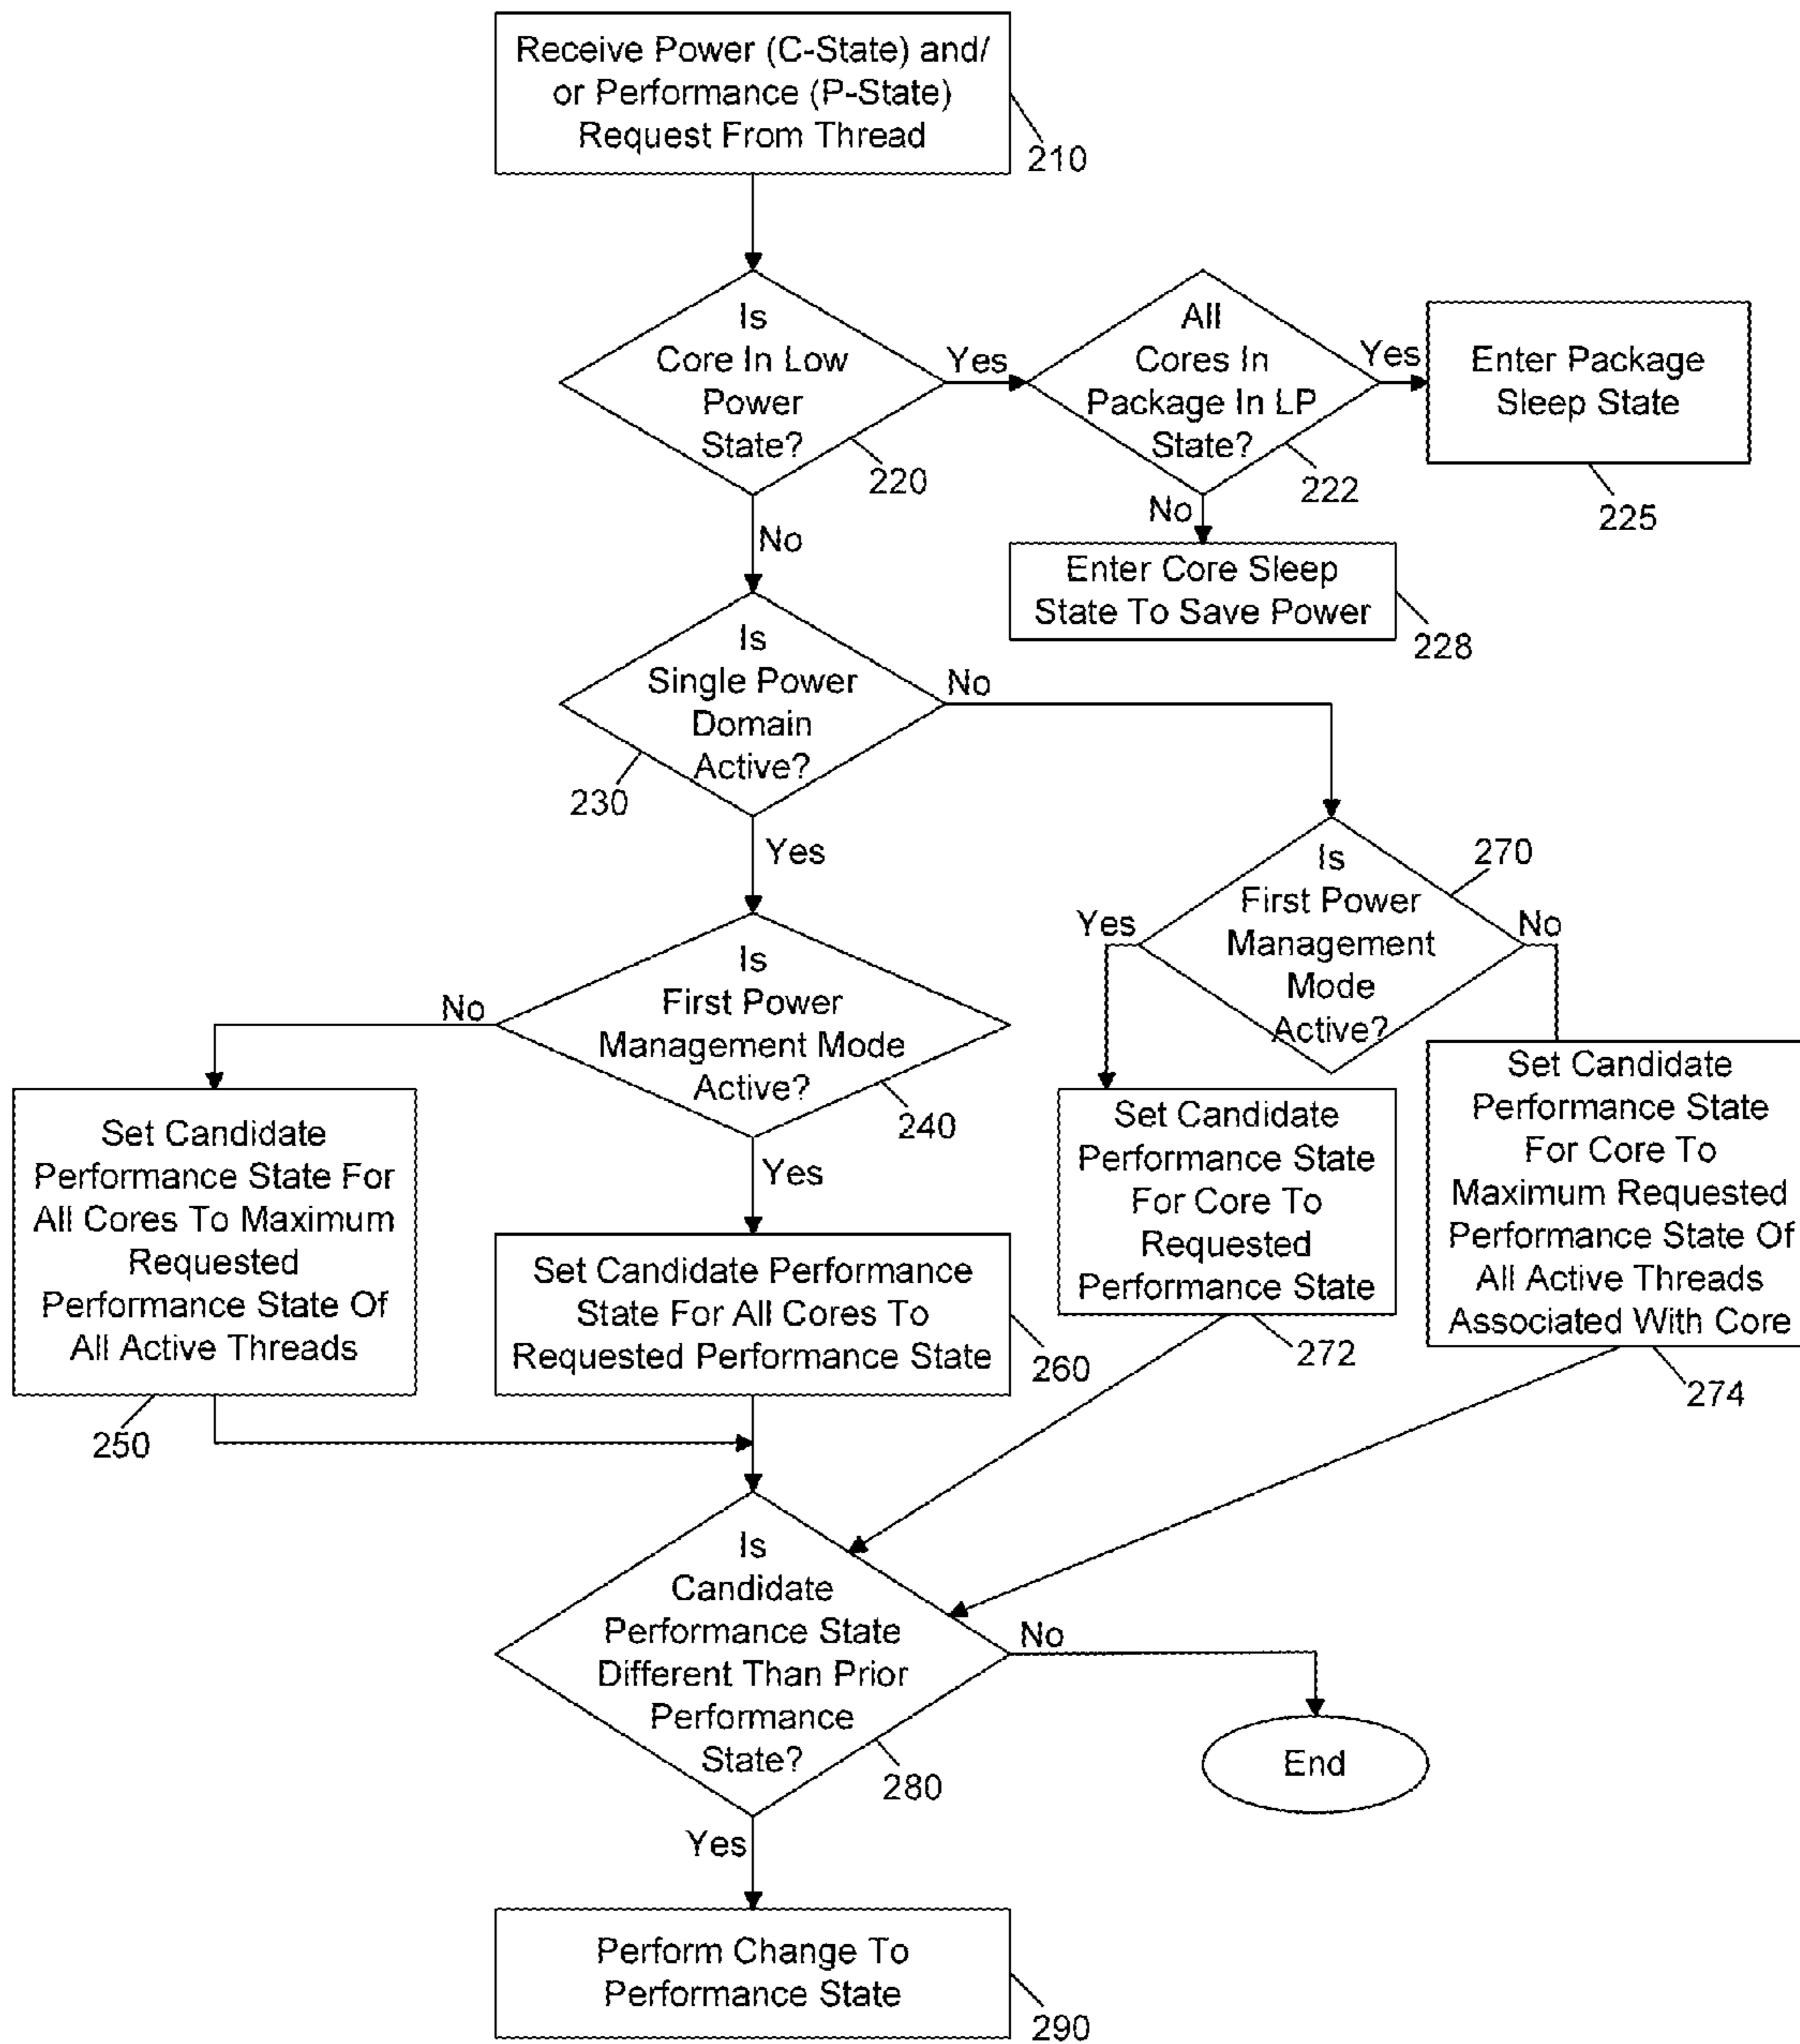 Receive Power (C-State) and/
or Performance (P-State)
Request From Thread
210
Is
Core In Low
Power
State?
220
Yes
All
Cores In
Package In LP
State?
222
Yes
Enter Package
Sleep State
225
No
No
Enter Core Sleep
State To Save Power
228
Is
Single Power
Domain
Active?
230
No
Yes
Is
First Power
Management
Mode
Active?
270
Yes
No
Is
First Power
Management Mode
Active?
240
No
Yes
Set Candidate
Performance State For
All Cores To Maximum
Requested
Performance State Of
All Active Threads
250
Set Candidate Performance
State For All Cores To
Requested Performance State
260
Set Candidate
Performance State
For Core To
Requested
Performance State
272
Set Candidate
Performance State
For Core To
Maximum Requested
Performance State Of
All Active Threads
Associated With Core
274
Is
Candidate
Performance State
Different Than Prior
Performance
State?
280
No
End
Yes
Perform Change To
Performance State
290